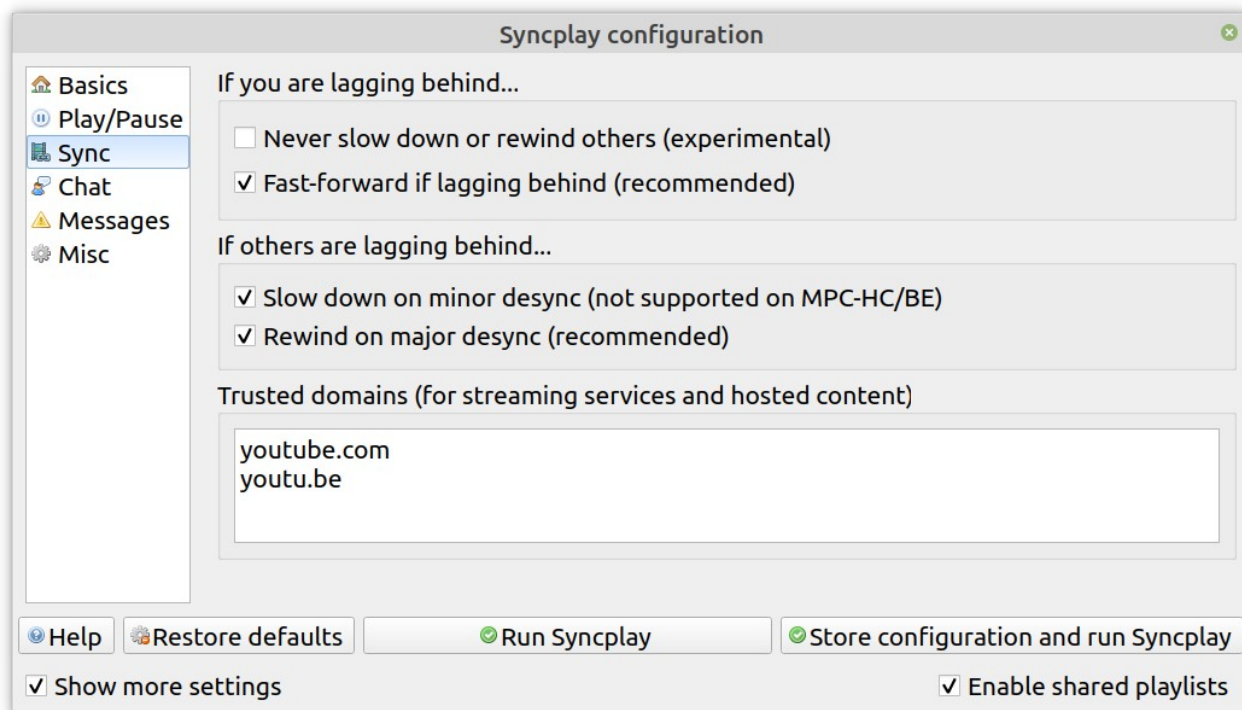 Syncplay configuration
Basics
Play/Pause
Sync
Chat
Messages
Misc
If you are lagging behind...
Never slow down or rewind others (experimental)
Fast-forward if lagging behind (recommended)
If others are lagging behind...
Slow down on minor desync (not supported on MPC-HC/BE)
Rewind on major desync (recommended)
Trusted domains (for streaming services and hosted content)
youtube.com
youtu.be
Help
Restore defaults
Run Syncplay
Store configuration and run Syncplay
Show more settings
Enable shared playlists